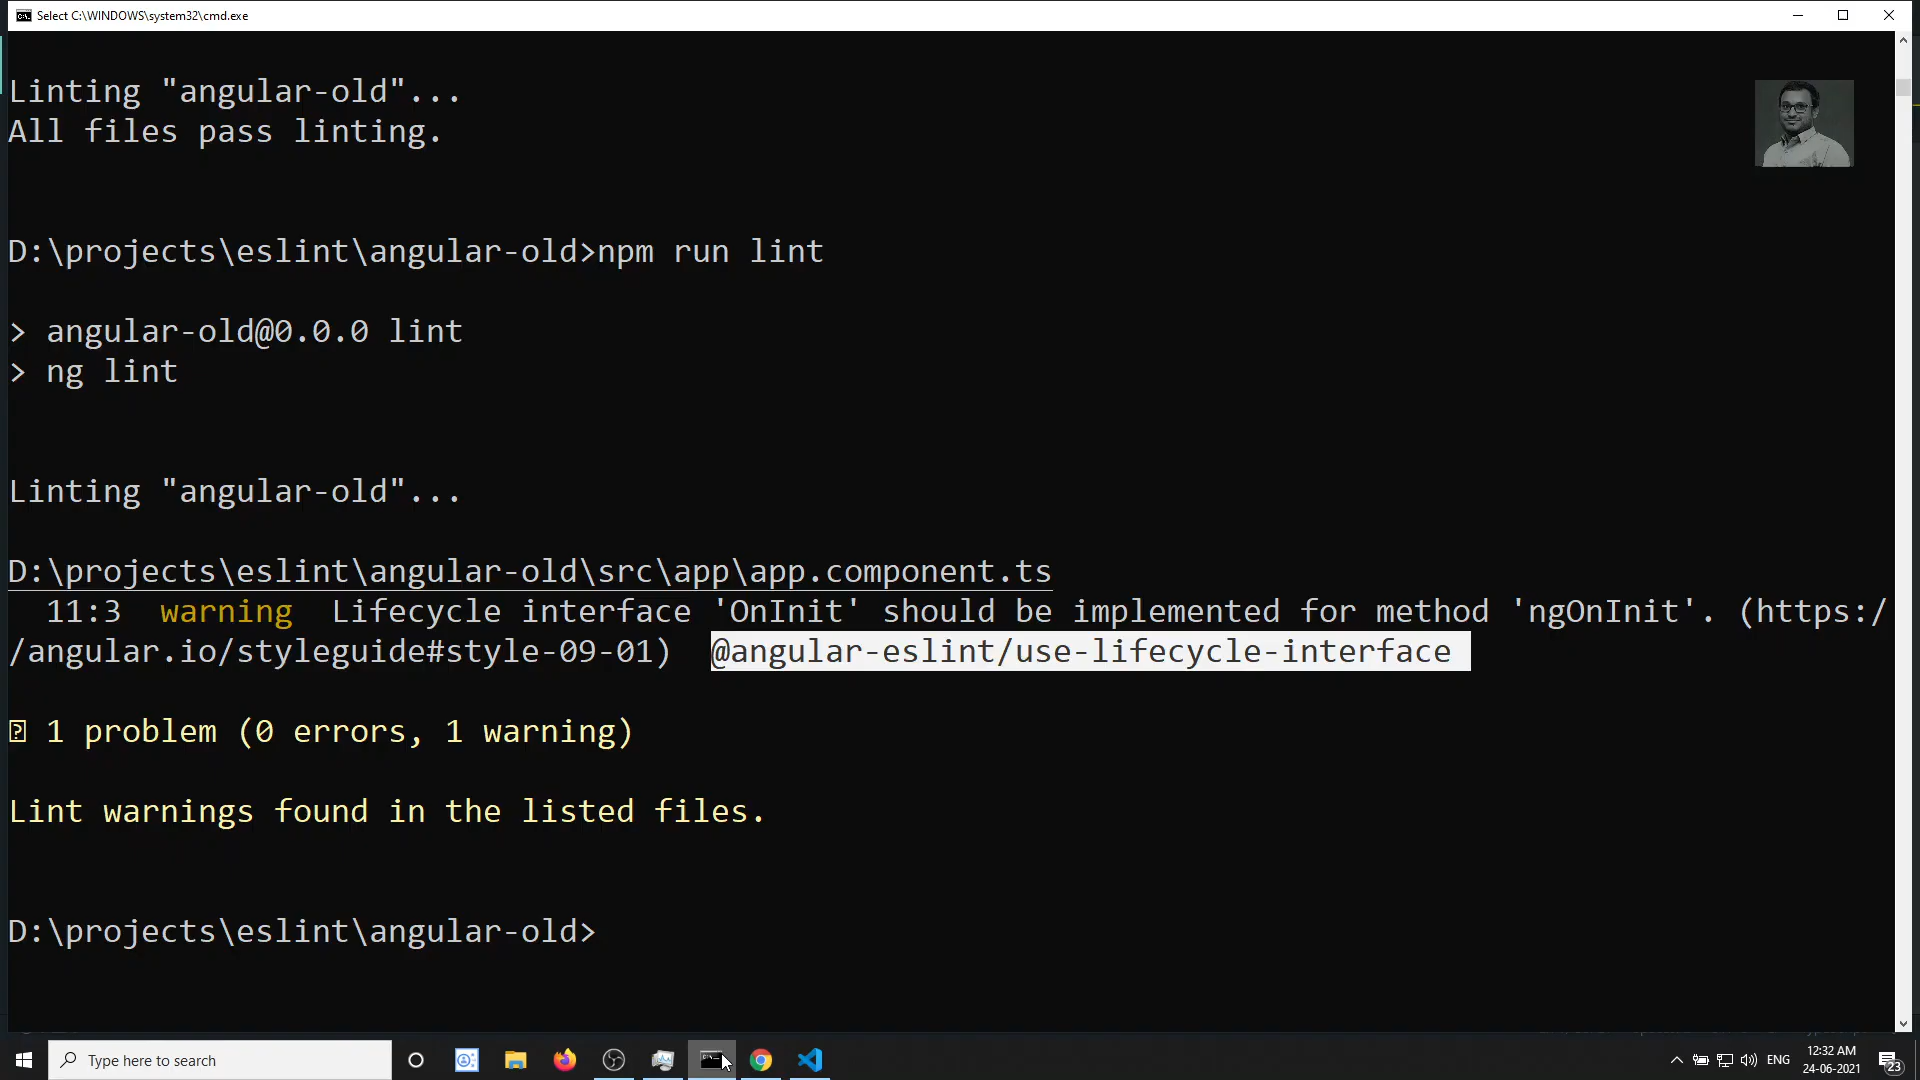 Select C:\WINDOWS\system32\cmd.exe
Linting "angular-old"...
All files pass linting.
D:\projects\eslint\angular-old>npm run lint
> angular-old@0.0.0 lint
> ng lint
Linting "angular-old"...
D:\projects\eslint\angular-old\src\app\app.component.ts
11:3 warning Lifecycle interface 'OnInit' should be implemented for method 'ngOnInit'. (https:/
/angular.io/styleguide#style-09-01) @angular-eslint/use-lifecycle-interface
1 problem (0 errors, 1 warning)
Lint warnings found in the listed files.
D:\projects\eslint\angular-old>
Type here to search
ENG
12:32 AM
24-06-2021
23